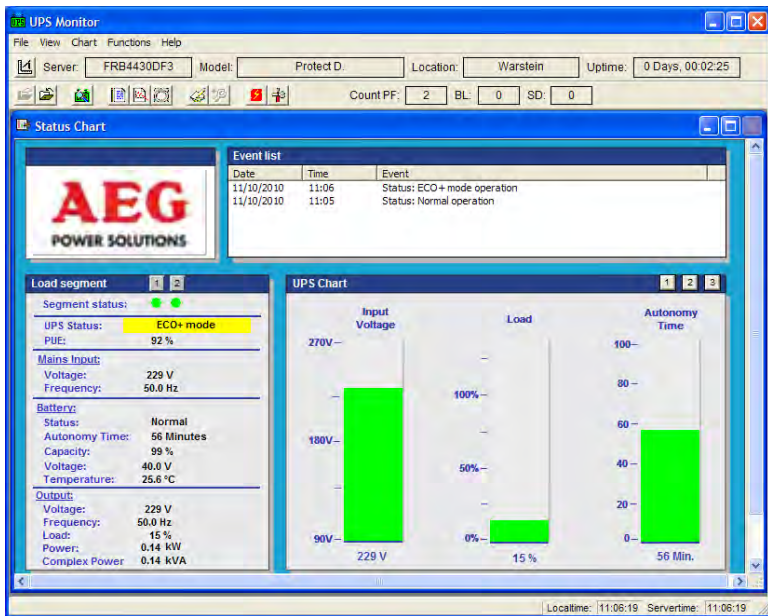 UPS Monitor
File View Chart Functions Help
Server: FRB4430DF3 Model: Protect D. Location: Warstein Uptime: 0 Days, 00:02:25
Count PF: 2 BL: 0 SD: 0
Status Chart
AEG
POWER SOLUTIONS
Event list
Date Time Event
11/10/2010 11:06 Status: ECO+ mode operation
11/10/2010 11:05 Status: Normal operation
Load segment 1 2
Segment status:
UPS Status: ECO+ mode
PUE: 92 %
Mains Input:
Voltage: 229 V
Frequency: 50.0 Hz
Battery:
Status: Normal
Autonomy Time: 56 Minutes
Capacity: 99 %
Voltage: 40.0 V
Temperature: 25.6 °C
Output:
Voltage: 229 V
Frequency: 50.0 Hz
Load: 15 %
Power: 0.14 kW
Complex Power 0.14 kVA
UPS Chart 1 2 3
Input
Voltage
270V
180V
90V
229 V
Load
100%
50%
0%
15 %
Autonomy
Time
100
80
60
40
20
0
56 Min.
Localtime: 11:06:19 Servertime: 11:06:19